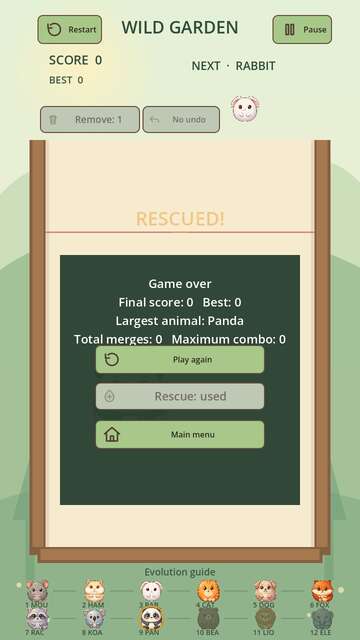 Restart
WILD GARDEN
Pause
SCORE 0
BEST 0
NEXT · RABBIT
Remove: 1
No undo
RESCUED!
Game over
Final score: 0 Best: 0
Largest animal: Panda
Total merges: 0 Maximum combo: 0
Play again
Rescue: used
Main menu
Evolution guide
1 MOU 2 HAM 3 RAB 4 CAT 5 DOG 6 FOX
7 RAC 8 KOA 9 PAN 10 BEA 11 LIO 12 ELE